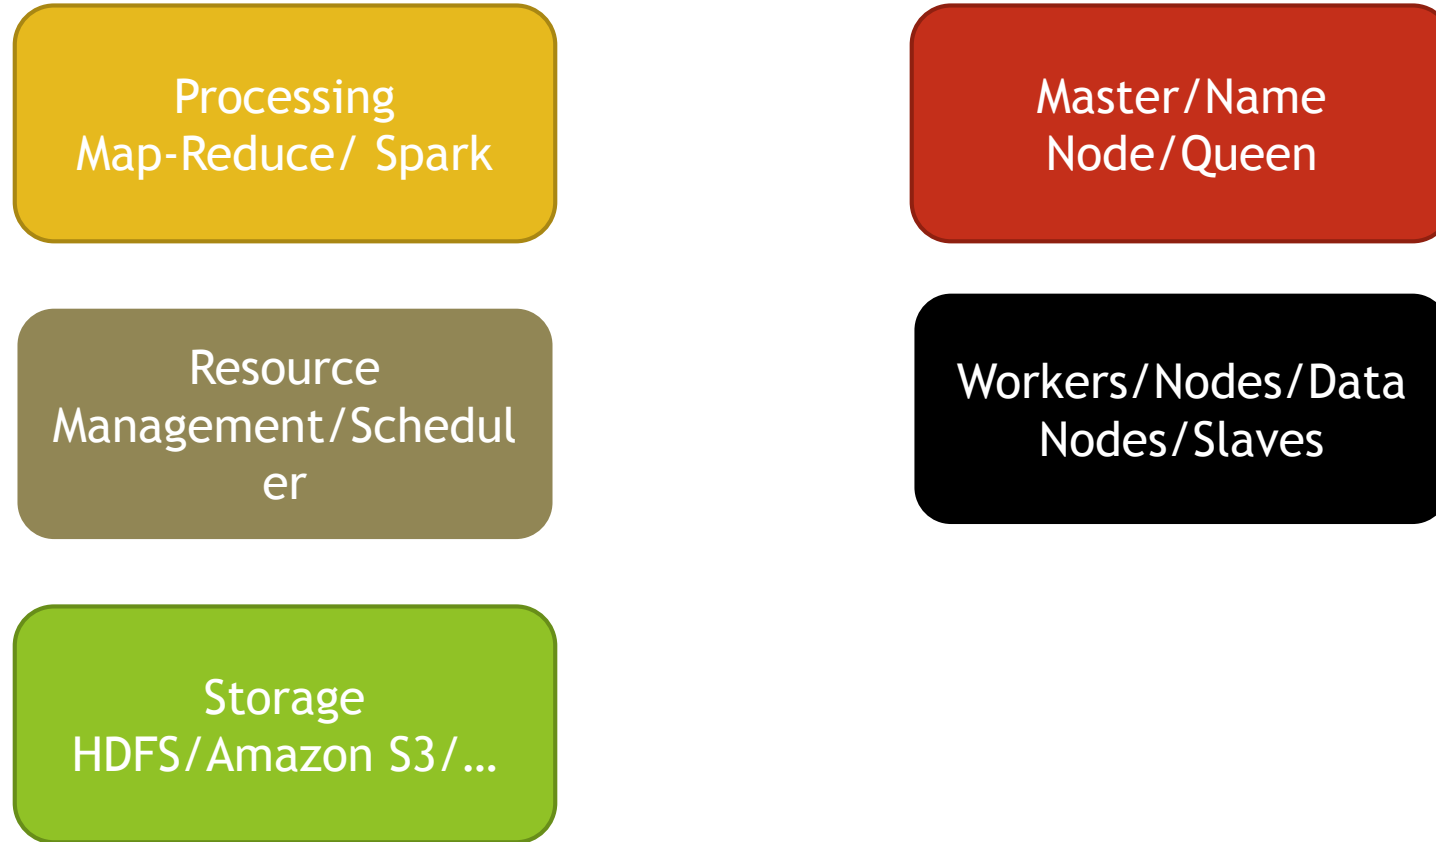 Processing
Map-Reduce/ Spark
Resource
Management/Schedul
er
Storage
HDFS/Amazon S3/…
Master/Name
Node/Queen
Workers/Nodes/Data
Nodes/Slaves